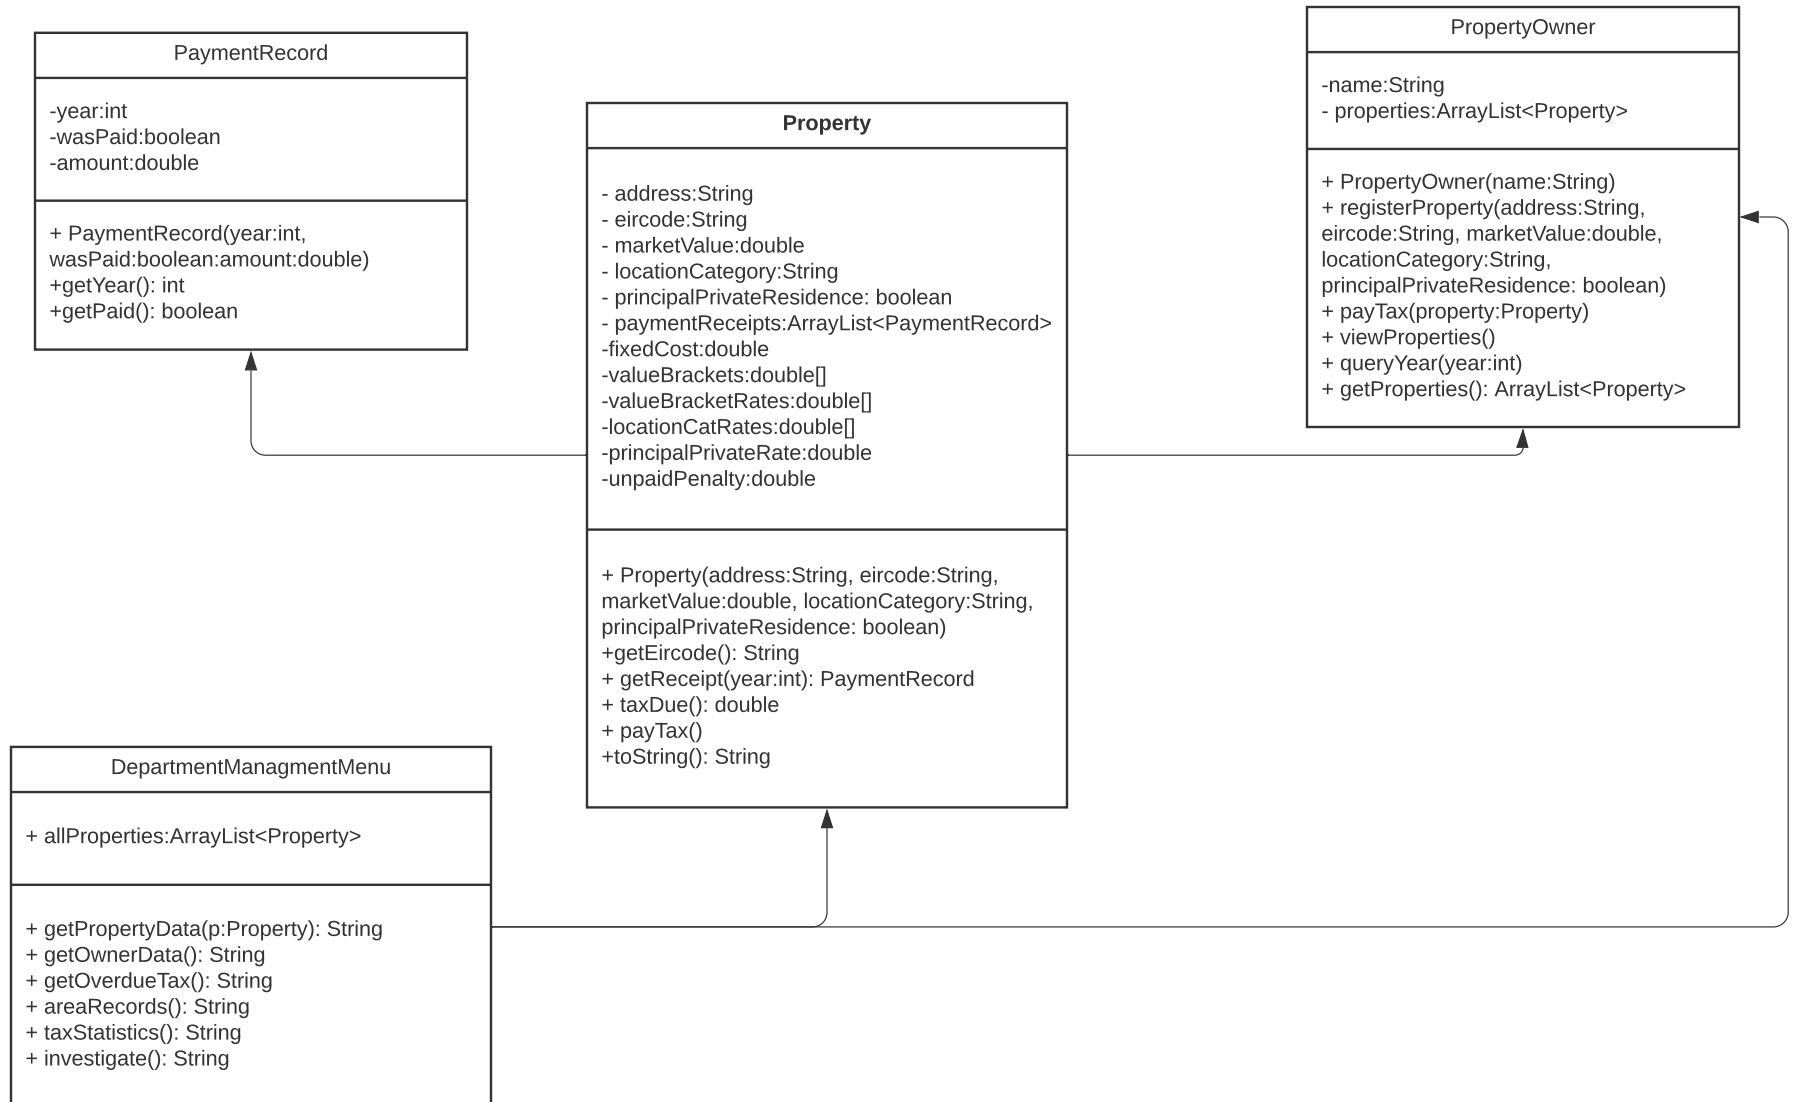 PaymentRecord
-year:int
-wasPaid:boolean
-amount:double
+ PaymentRecord(year:int,
wasPaid:boolean:amount:double)
+getYear(): int
+getPaid(): boolean
Property
- address:String
- eircode:String
- marketValue:double
- locationCategory:String
- principalPrivateResidence: boolean
- paymentReceipts:ArrayList<PaymentRecord>
-fixedCost:double
-valueBrackets:double[]
-valueBracketRates:double[]
-locationCatRates:double[]
-principalPrivateRate:double
-unpaidPenalty:double
+ Property(address:String, eircode:String,
marketValue:double, locationCategory:String,
principalPrivateResidence: boolean)
+getEircode(): String
+ getReceipt(year:int): PaymentRecord
+ taxDue(): double
+ payTax()
+toString(): String
PropertyOwner
-name:String
- properties:ArrayList<Property>
+ PropertyOwner(name:String)
+ registerProperty(address:String,
eircode:String, marketValue:double,
locationCategory:String,
principalPrivateResidence: boolean)
+ payTax(property:Property)
+ viewProperties()
+ queryYear(year:int)
+ getProperties(): ArrayList<Property>
DepartmentManagmentMenu
+ allProperties:ArrayList<Property>
+ getPropertyData(p:Property): String
+ getOwnerData(): String
+ getOverdueTax(): String
+ areaRecords(): String
+ taxStatistics(): String
+ investigate(): String